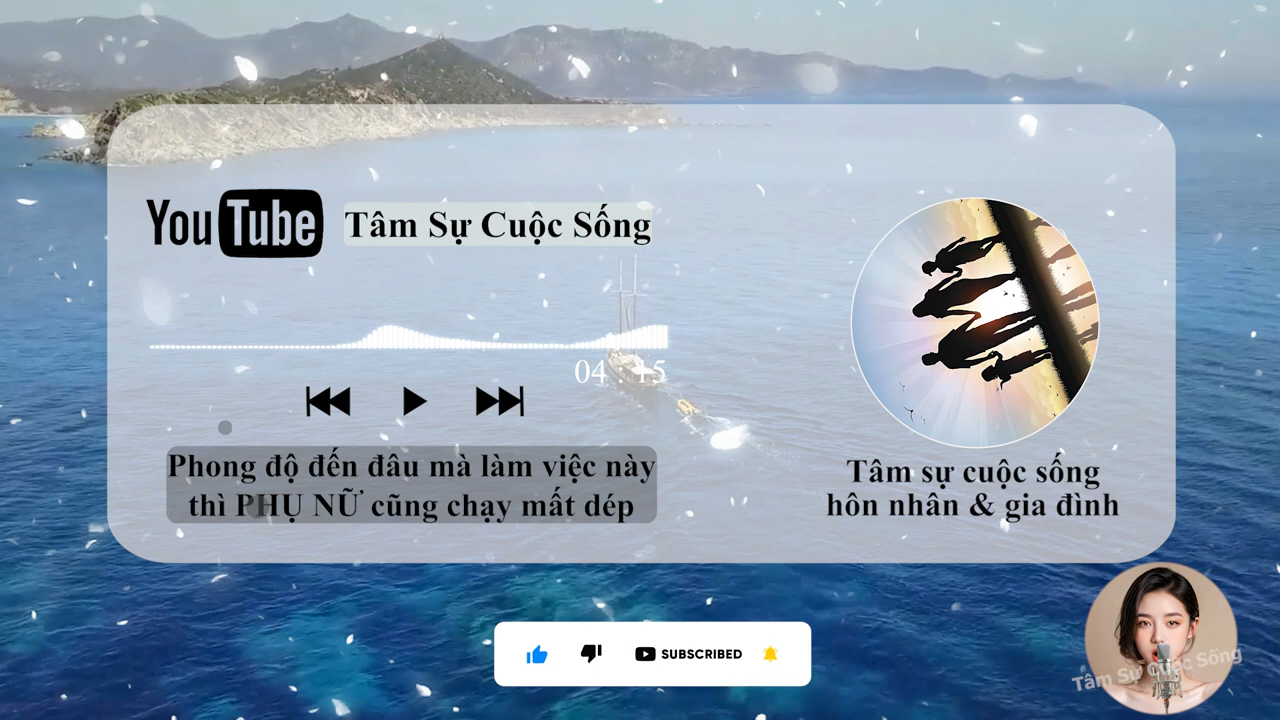 YouTube
Tâm Sự Cuộc Sống
04 : 15
Phong độ đến đâu mà làm việc này
thì PHỤ NỮ cũng chạy mất dép
Tâm sự cuộc sống
hôn nhân & gia đình
SUBSCRIBED
Tâm Sự Cuộc Sống